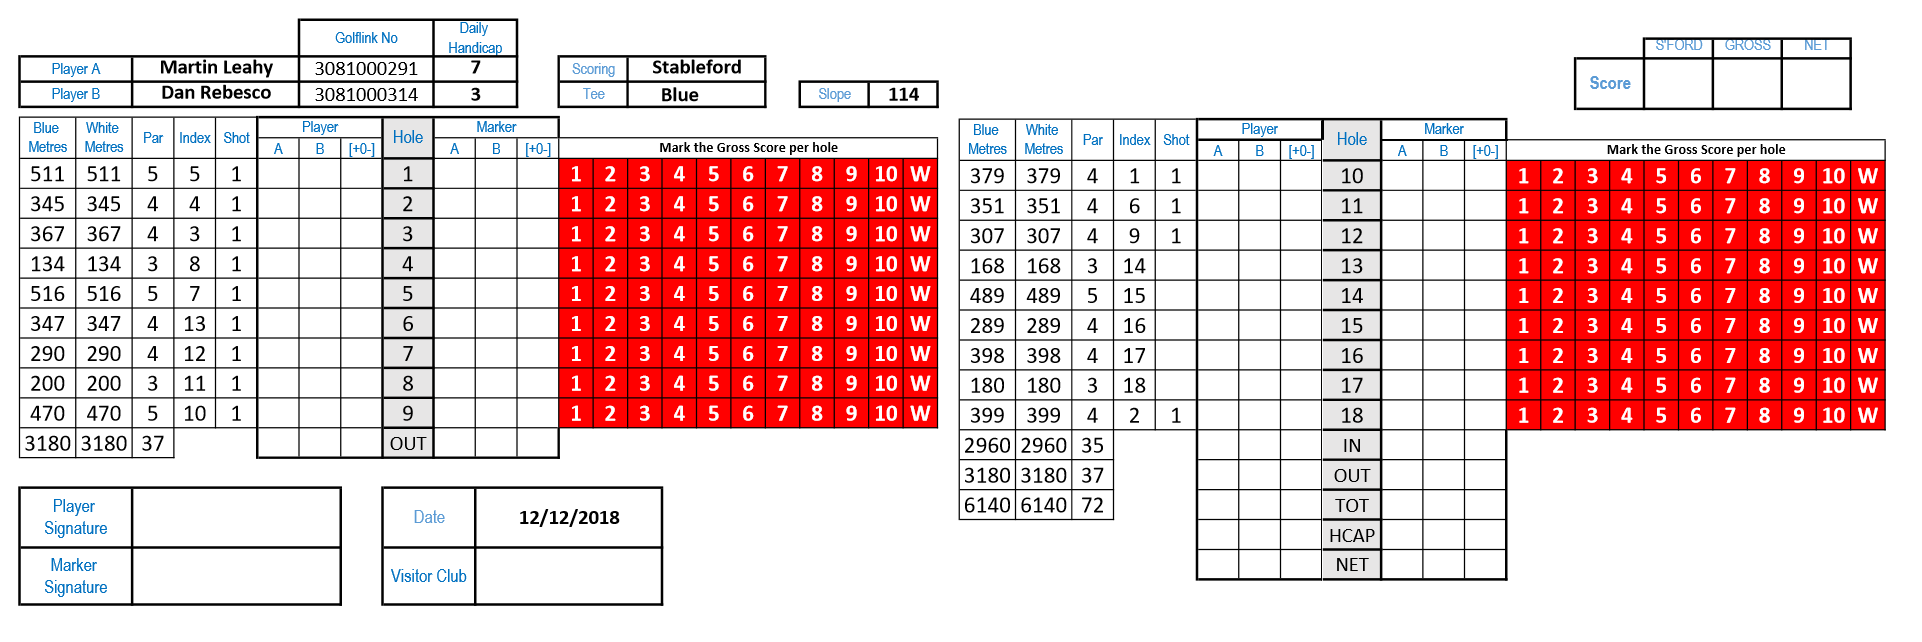 Golflink No
Daily
Handicap
Player A Martin Leahy 3081000291 7
Player B Dan Rebesco 3081000314 3
Scoring Stableford
Tee Blue
Slope 114
S'FORD GROSS NET
Score
Blue Metres White Metres Par Index Shot Player A B [+0-] Hole Marker A B [+0-] Mark the Gross Score per hole
511 511 5 5 1 1 1 2 3 4 5 6 7 8 9 10 W
345 345 4 4 1 2 1 2 3 4 5 6 7 8 9 10 W
367 367 4 3 1 3 1 2 3 4 5 6 7 8 9 10 W
134 134 3 8 1 4 1 2 3 4 5 6 7 8 9 10 W
516 516 5 7 1 5 1 2 3 4 5 6 7 8 9 10 W
347 347 4 13 1 6 1 2 3 4 5 6 7 8 9 10 W
290 290 4 12 1 7 1 2 3 4 5 6 7 8 9 10 W
200 200 3 11 1 8 1 2 3 4 5 6 7 8 9 10 W
470 470 5 10 1 9 1 2 3 4 5 6 7 8 9 10 W
3180 3180 37 OUT
Blue Metres White Metres Par Index Shot Player A B [+0-] Hole Marker A B [+0-] Mark the Gross Score per hole
379 379 4 1 1 10 1 2 3 4 5 6 7 8 9 10 W
351 351 4 6 1 11 1 2 3 4 5 6 7 8 9 10 W
307 307 4 9 1 12 1 2 3 4 5 6 7 8 9 10 W
168 168 3 14 13 1 2 3 4 5 6 7 8 9 10 W
489 489 5 15 14 1 2 3 4 5 6 7 8 9 10 W
289 289 4 16 15 1 2 3 4 5 6 7 8 9 10 W
398 398 4 17 16 1 2 3 4 5 6 7 8 9 10 W
180 180 3 18 17 1 2 3 4 5 6 7 8 9 10 W
399 399 4 2 1 18 1 2 3 4 5 6 7 8 9 10 W
2960 2960 35 IN
3180 3180 37 OUT
6140 6140 72 TOT
HCAP
NET
Player
Signature
Marker
Signature
Date 12/12/2018
Visitor Club